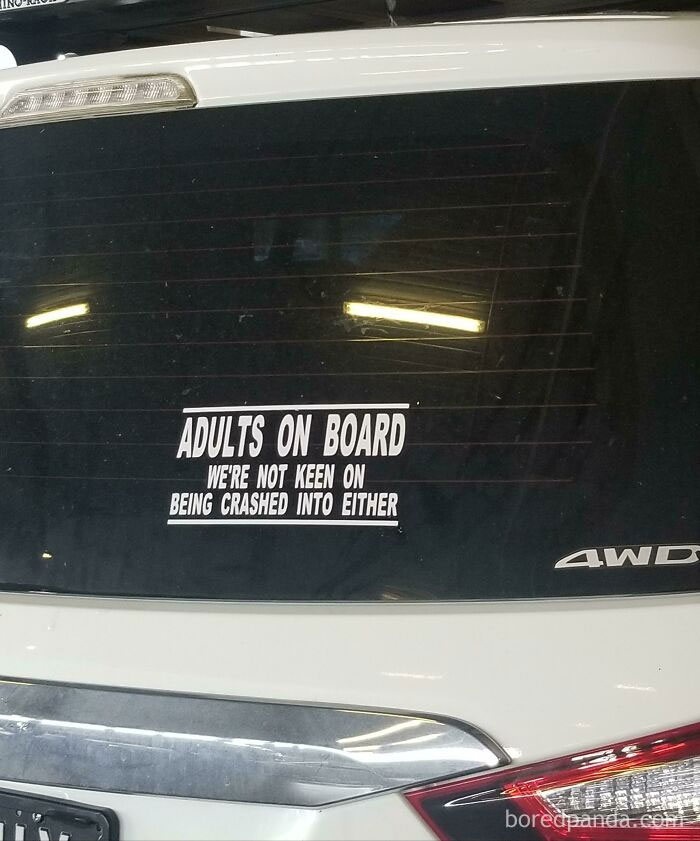 ADULTS ON BOARD
WE'RE NOT KEEN ON
BEING CRASHED INTO EITHER
4WD
boredpanda.com